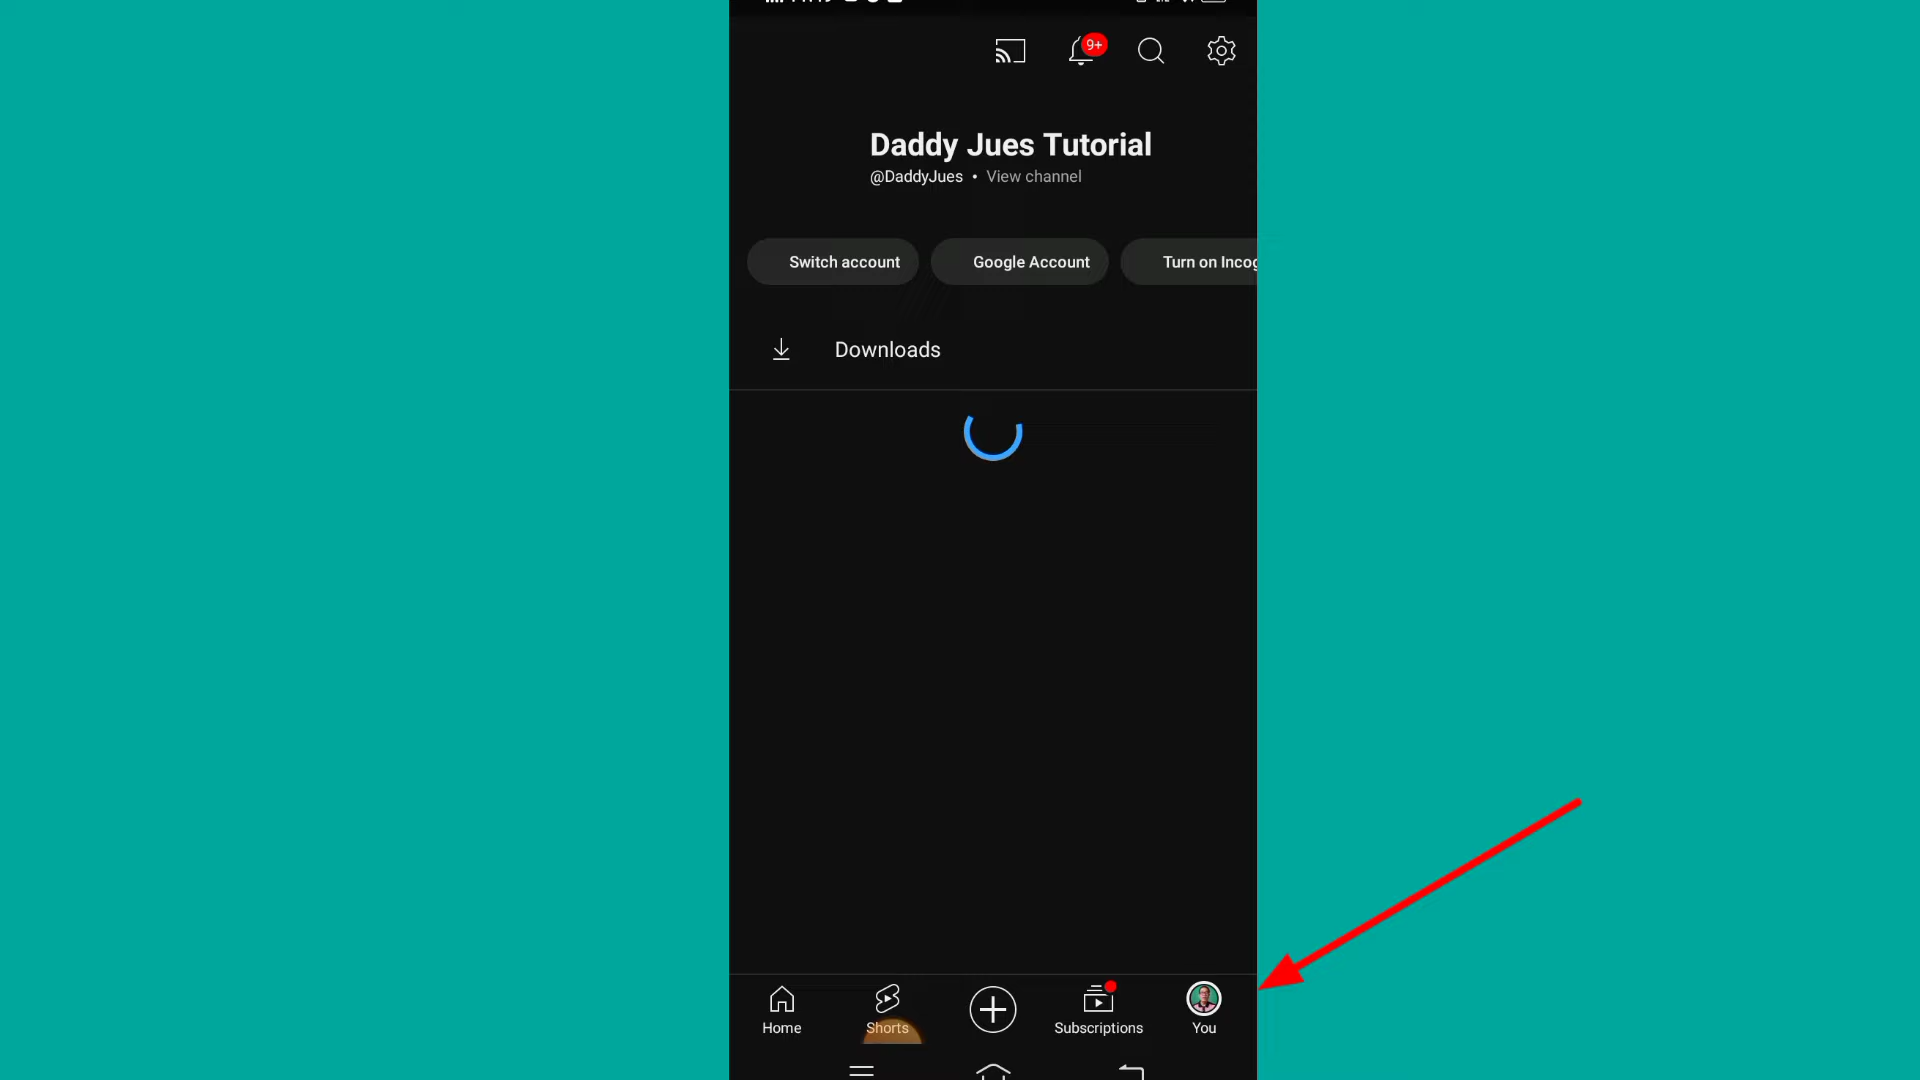 9+
Daddy Jues Tutorial
@DaddyJues • View channel
Switch account Google Account Turn on Incog
Downloads
Home Shorts Subscriptions You